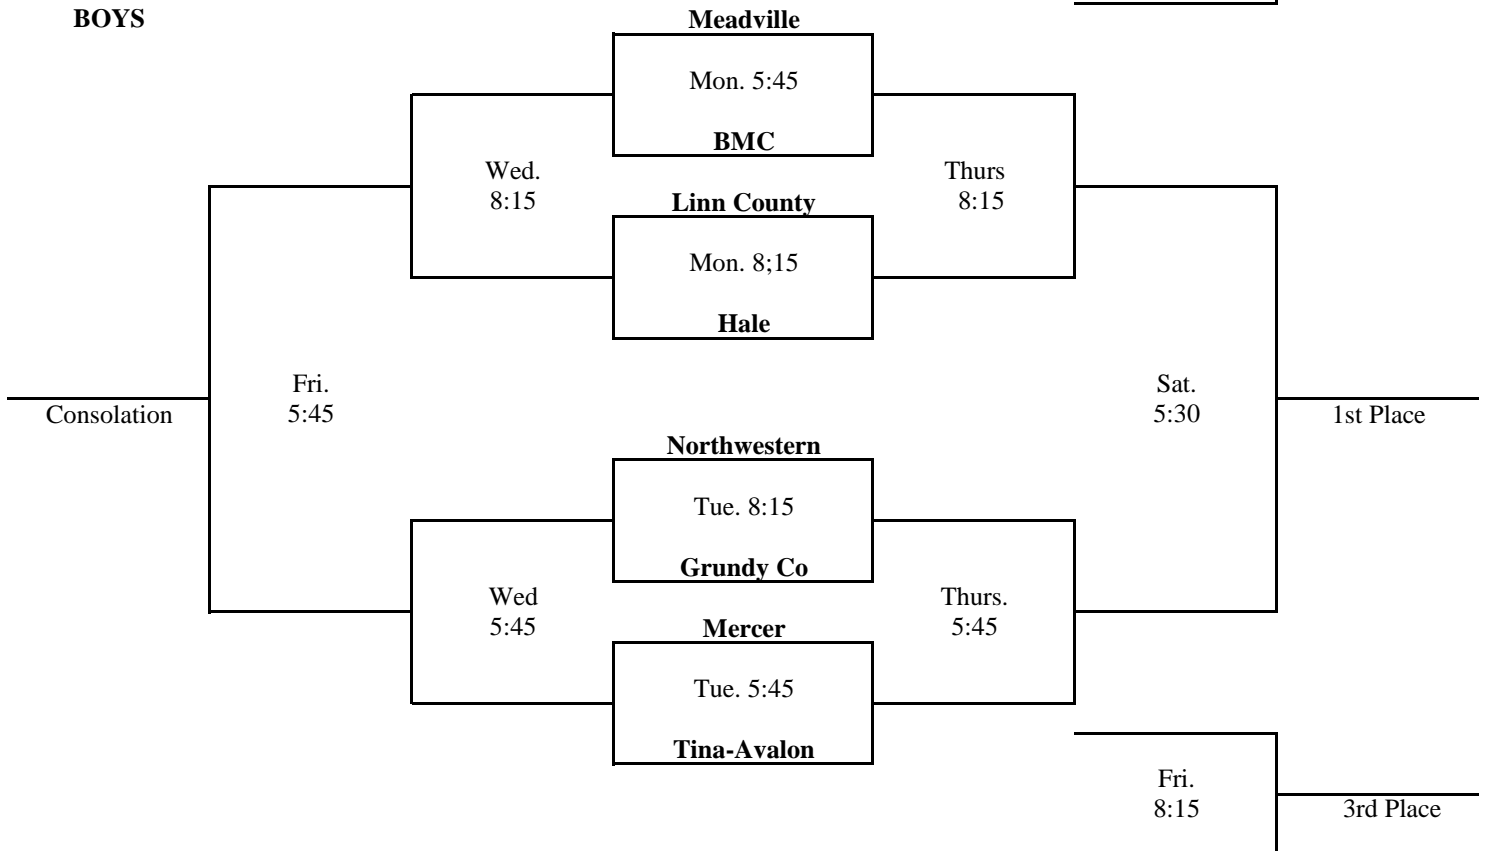 BOYS
Meadville
Mon. 5:45
BMC
Wed.
8:15
Thurs
8:15
Linn County
Mon. 8;15
Hale
Fri.
5:45
Consolation
Sat.
5:30
1st Place
Northwestern
Tue. 8:15
Grundy Co
Wed
5:45
Thurs.
5:45
Mercer
Tue. 5:45
Tina-Avalon
Fri.
8:15
3rd Place